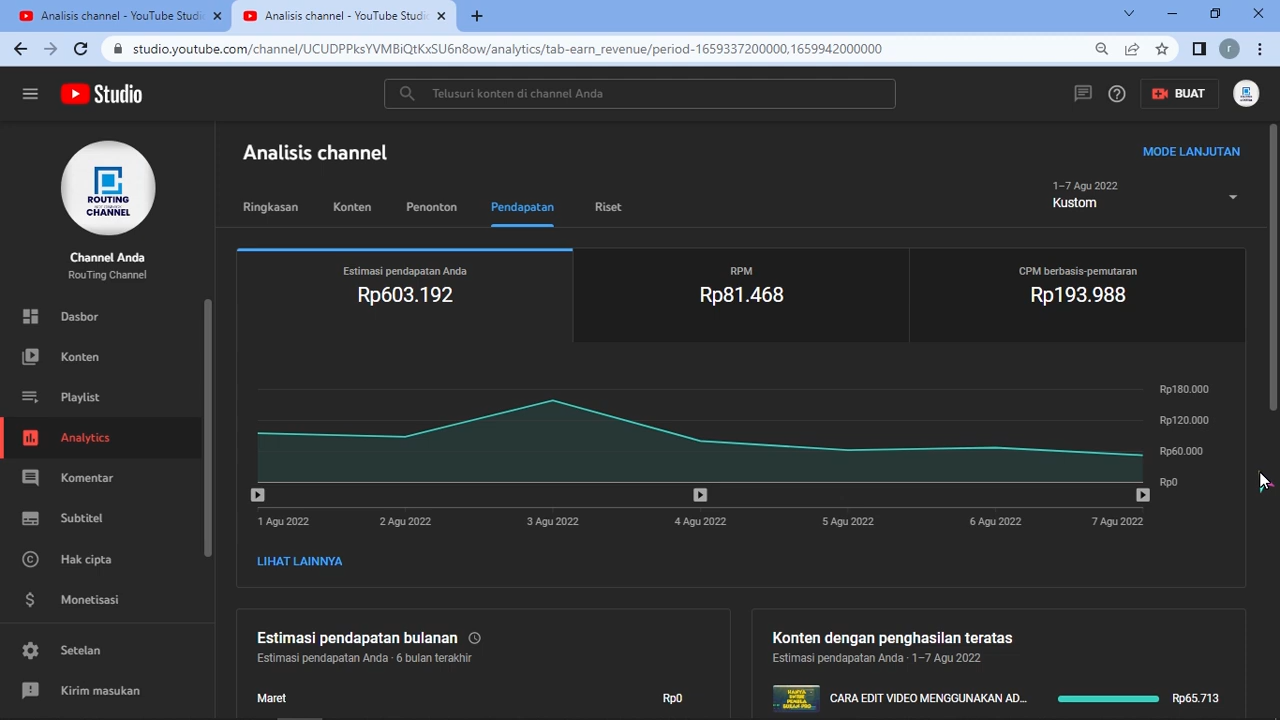 Analisis channel - YouTube Studi
Analisis channel - YouTube Studi
studio.youtube.com/channel/UCUDPPksYVMBiQtKxSU6n8ow/analytics/tab-earn_revenue/period-1659337200000,1659942000000
r
Studio
Telusuri konten di channel Anda
BUAT
ROUTING
CHANNEL
Channel Anda
RouTing Channel
Dasbor
Konten
Playlist
Analytics
Komentar
Subtitel
Hak cipta
Monetisasi
Setelan
Kirim masukan
Analisis channel
MODE LANJUTAN
Ringkasan Konten Penonton Pendapatan Riset
1–7 Agu 2022
Kustom
Estimasi pendapatan Anda
Rp603.192
RPM
Rp81.468
CPM berbasis-pemutaran
Rp193.988
Rp180.000
Rp120.000
Rp60.000
Rp0
1 Agu 2022 2 Agu 2022 3 Agu 2022 4 Agu 2022 5 Agu 2022 6 Agu 2022 7 Agu 2022
LIHAT LAINNYA
Estimasi pendapatan bulanan
Estimasi pendapatan Anda · 6 bulan terakhir
Maret Rp0
Konten dengan penghasilan teratas
Estimasi pendapatan Anda · 1–7 Agu 2022
CARA EDIT VIDEO MENGGUNAKAN AD... Rp65.713